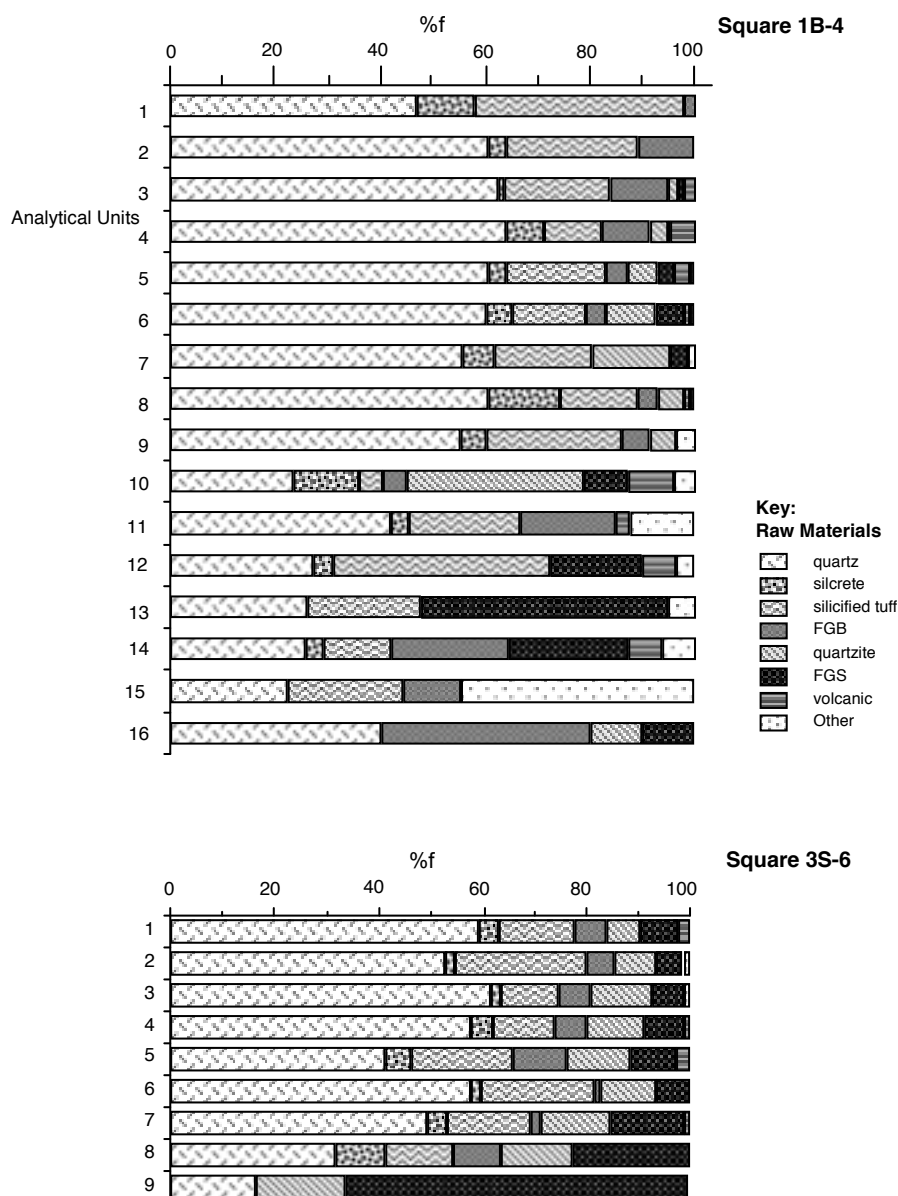 %f
Square 1B-4
0 20 40 60 80 100
1
2
3
Analytical Units
4
5
6
7
8
9
10
11
12
13
14
15
16
Key:
Raw Materials
quartz
silcrete
silicified tuff
FGB
quartzite
FGS
volcanic
Other
%f
Square 3S-6
0 20 40 60 80 100
1
2
3
4
5
6
7
8
9